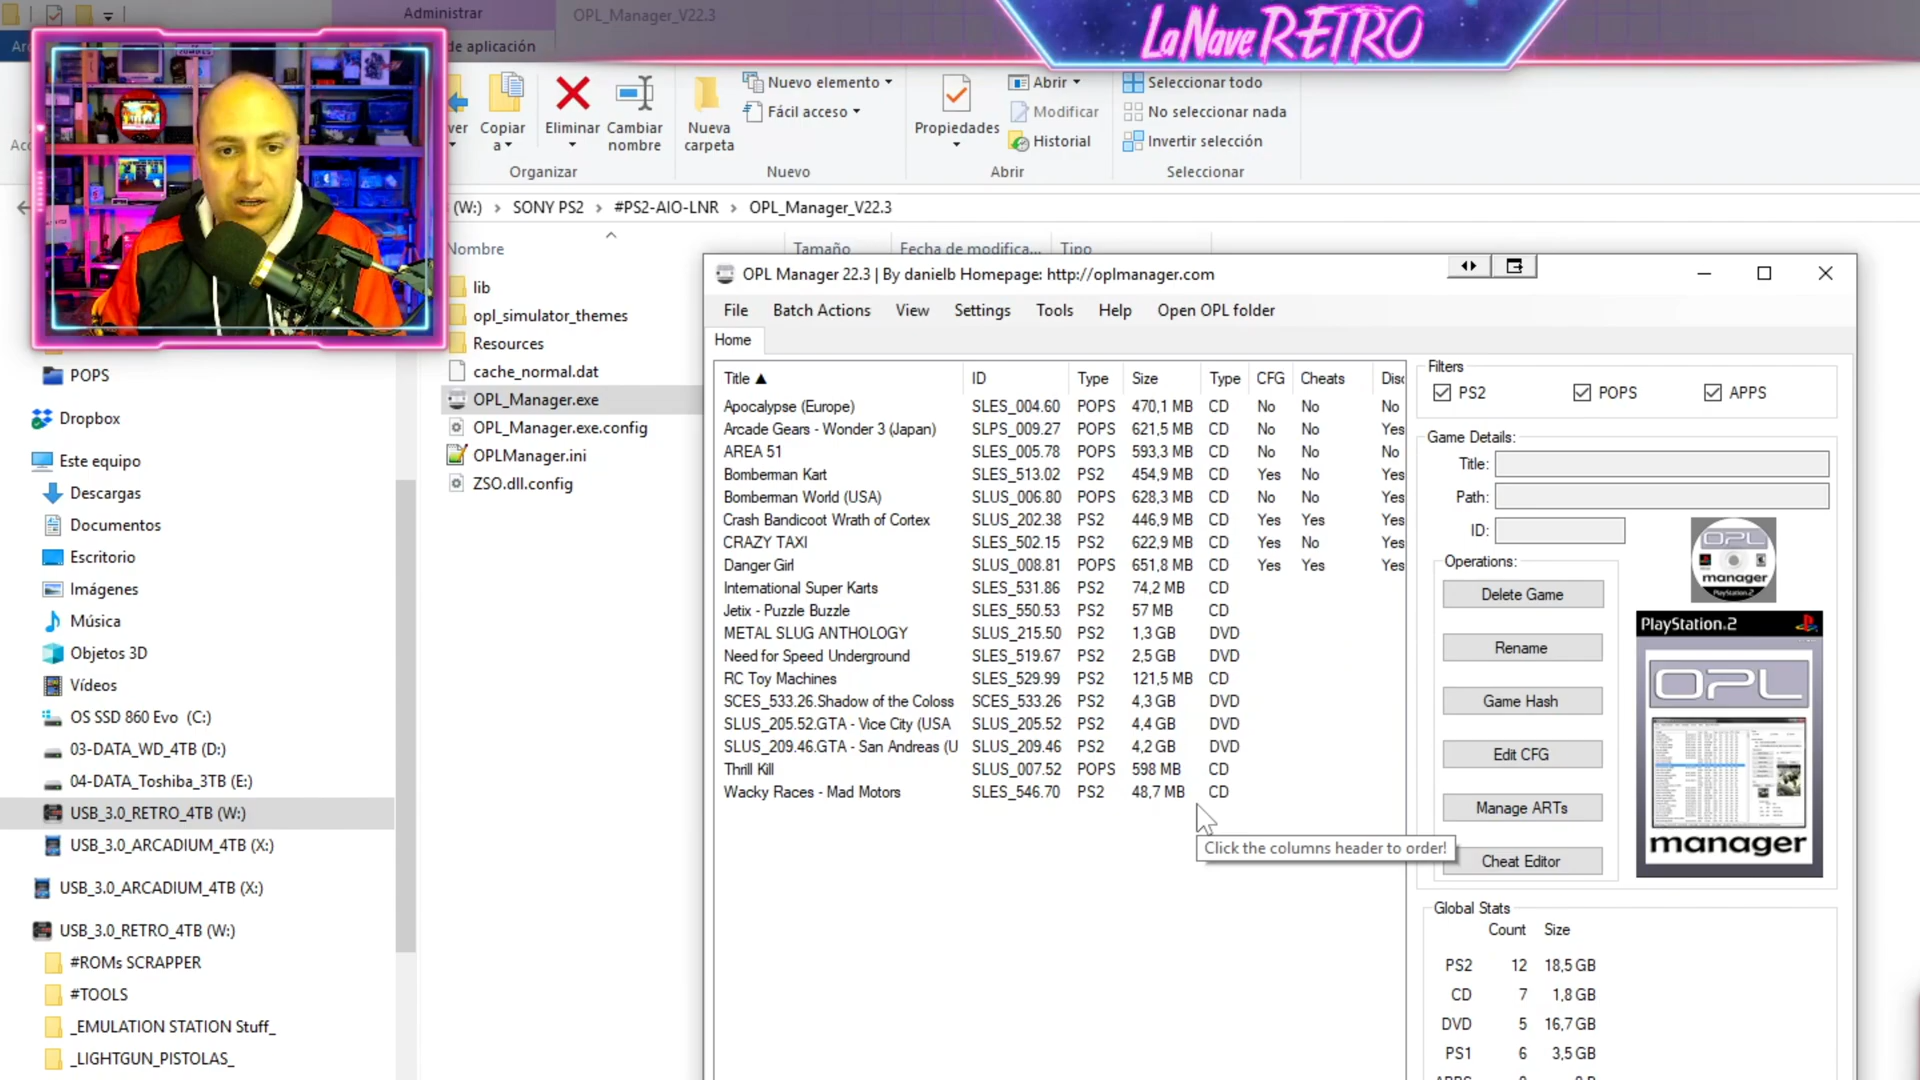 Administrar
OPL_Manager_V22.3
LaNave RETRO
de aplicación
Copiar a
Eliminar
Cambiar nombre
Organizar
Nueva carpeta
Nuevo elemento
Fácil acceso
Nuevo
Propiedades
Abrir
Modificar
Historial
Abrir
Seleccionar todo
No seleccionar nada
Invertir selección
Seleccionar
(W:) > SONY PS2 > #PS2-AIO-LNR > OPL_Manager_V22.3
Nombre Tamaño Fecha de modifica... Tipo
lib
opl_simulator_themes
Resources
cache_normal.dat
OPL_Manager.exe
OPL_Manager.exe.config
OPLManager.ini
ZSO.dll.config
POPS
Dropbox
Este equipo
Descargas
Documentos
Escritorio
Imágenes
Música
Objetos 3D
Vídeos
OS SSD 860 Evo (C:)
03-DATA_WD_4TB (D:)
04-DATA_Toshiba_3TB (E:)
USB_3.0_RETRO_4TB (W:)
USB_3.0_ARCADIUM_4TB (X:)
USB_3.0_ARCADIUM_4TB (X:)
USB_3.0_RETRO_4TB (W:)
#ROMs SCRAPPER
#TOOLS
_EMULATION STATION Stuff_
_LIGHTGUN_PISTOLAS_
OPL Manager 22.3 | By danielb Homepage: http://oplmanager.com
File Batch Actions View Settings Tools Help Open OPL folder
Home
Title ▲ ID Type Size Type CFG Cheats Disc
Apocalypse (Europe) SLES_004.60 POPS 470,1 MB CD No No No
Arcade Gears - Wonder 3 (Japan) SLPS_009.27 POPS 621,5 MB CD No No Yes
AREA 51 SLES_005.78 POPS 593,3 MB CD No No No
Bomberman Kart SLES_513.02 PS2 454,9 MB CD Yes No Yes
Bomberman World (USA) SLUS_006.80 POPS 628,3 MB CD No No Yes
Crash Bandicoot Wrath of Cortex SLUS_202.38 PS2 446,9 MB CD Yes Yes Yes
CRAZY TAXI SLES_502.15 PS2 622,9 MB CD Yes No Yes
Danger Girl SLUS_008.81 POPS 651,8 MB CD Yes Yes Yes
International Super Karts SLES_531.86 PS2 74,2 MB CD
Jetix - Puzzle Buzzle SLES_550.53 PS2 57 MB CD
METAL SLUG ANTHOLOGY SLUS_215.50 PS2 1,3 GB DVD
Need for Speed Underground SLES_519.67 PS2 2,5 GB DVD
RC Toy Machines SLES_529.99 PS2 121,5 MB CD
SCES_533.26.Shadow of the Coloss SCES_533.26 PS2 4,3 GB DVD
SLUS_205.52.GTA - Vice City (USA SLUS_205.52 PS2 4,4 GB DVD
SLUS_209.46.GTA - San Andreas (U SLUS_209.46 PS2 4,2 GB DVD
Thrill Kill SLUS_007.52 POPS 598 MB CD
Wacky Races - Mad Motors SLES_546.70 PS2 48,7 MB CD
Click the columns header to order!
Filters
PS2 POPS APPS
Game Details:
Title:
Path:
ID:
Operations:
Delete Game
Rename
Game Hash
Edit CFG
Manage ARTs
Cheat Editor
OPL
manager
PlayStation.2
PlayStation.2
OPL
manager
Global Stats
Count Size
PS2 12 18,5 GB
CD 7 1,8 GB
DVD 5 16,7 GB
PS1 6 3,5 GB